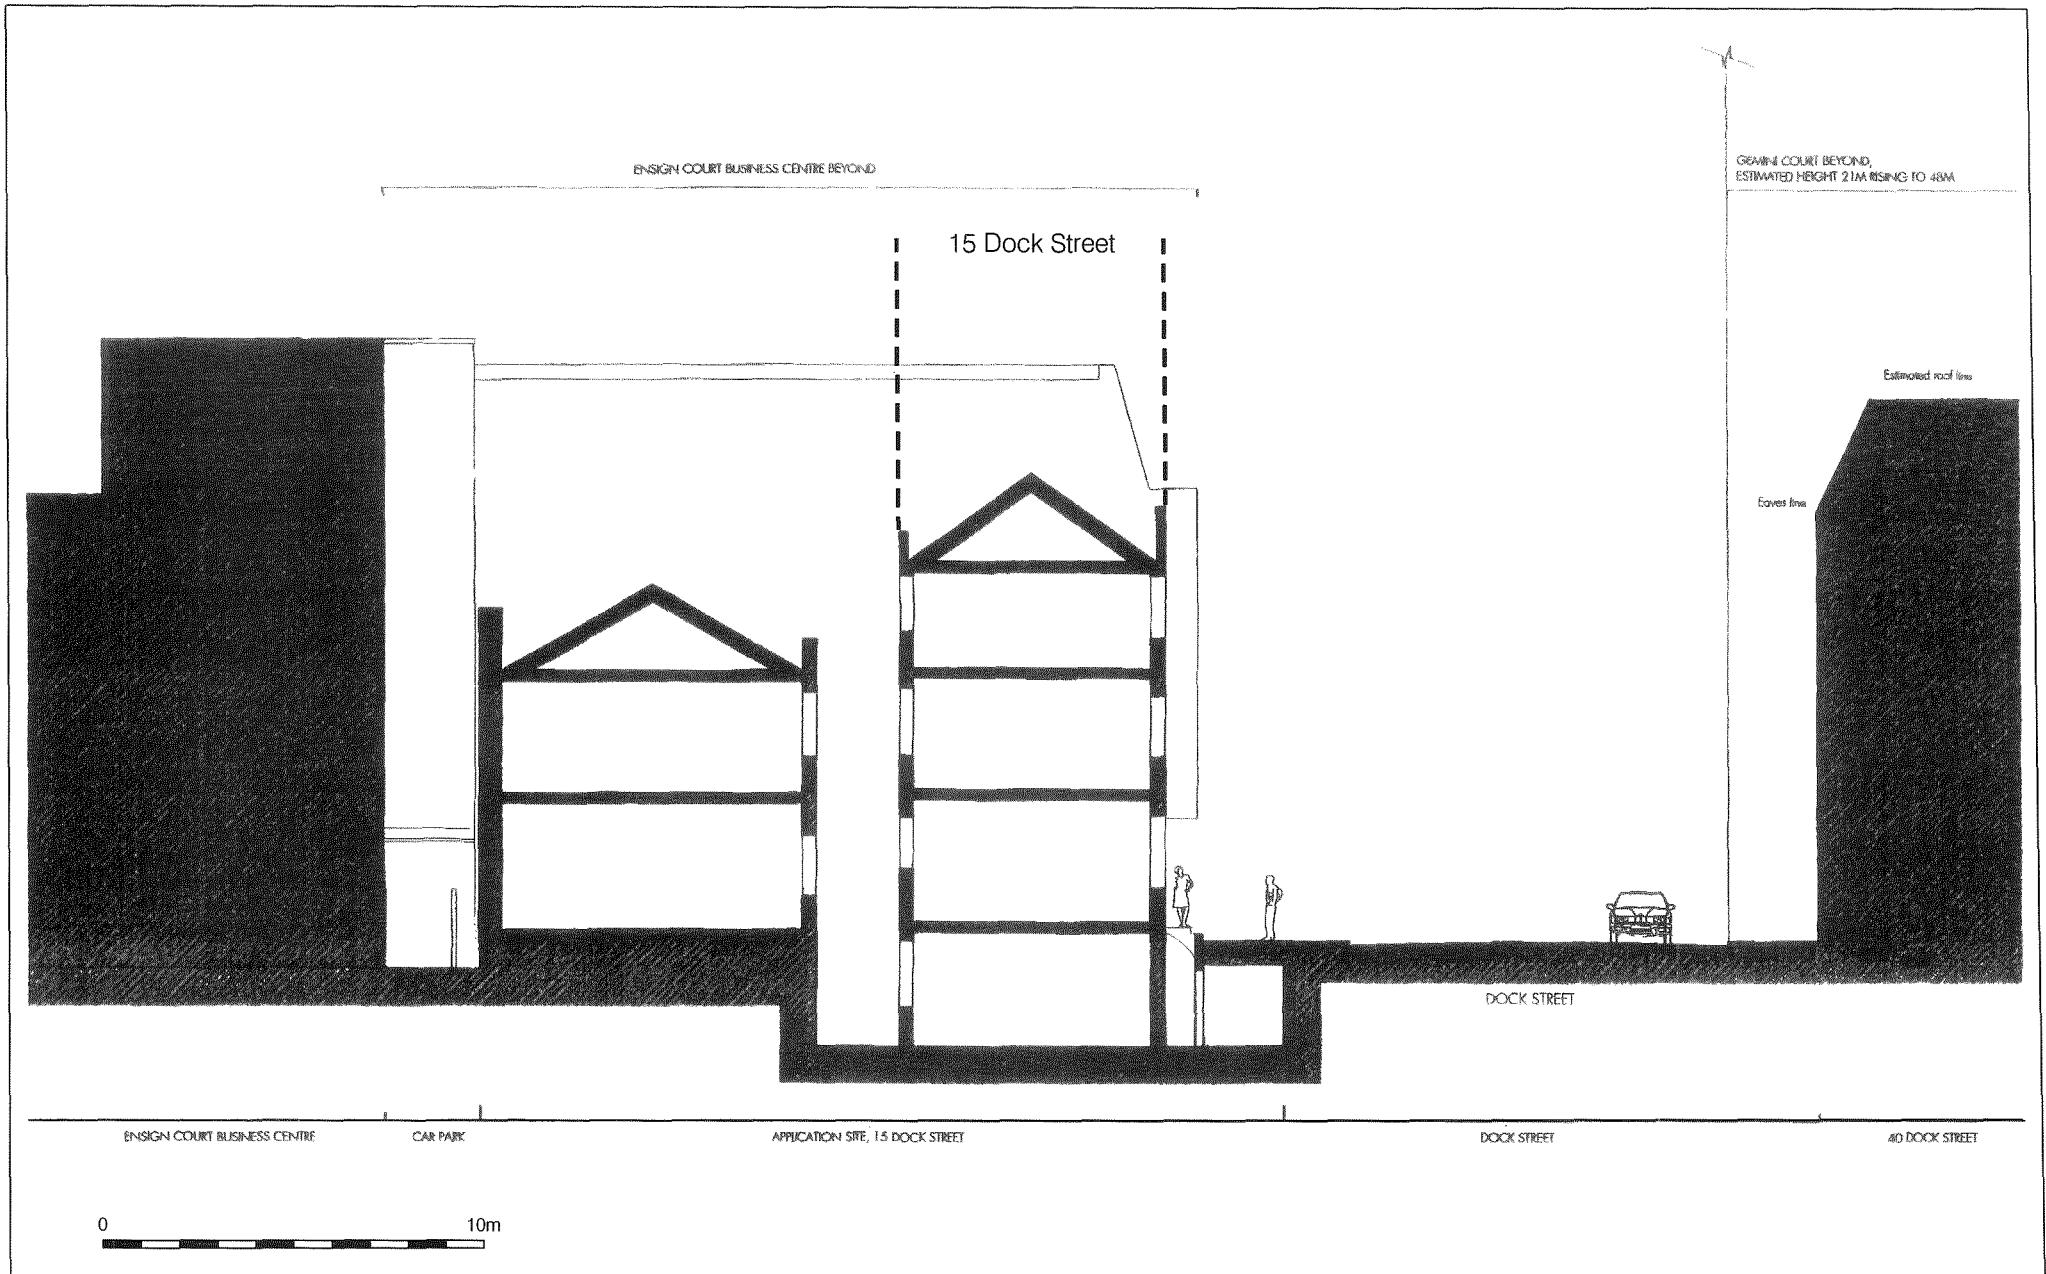 ENSIGN COURT BUSINESS CENTRE BEYOND
GEMINI COURT BEYOND,
ESTIMATED HEIGHT 21M RISING TO 48M
15 Dock Street
Estimated roof line
Eaves line
DOCK STREET
ENSIGN COURT BUSINESS CENTRE
CAR PARK
APPLICATION SITE, 15 DOCK STREET
DOCK STREET
40 DOCK STREET
0
10m